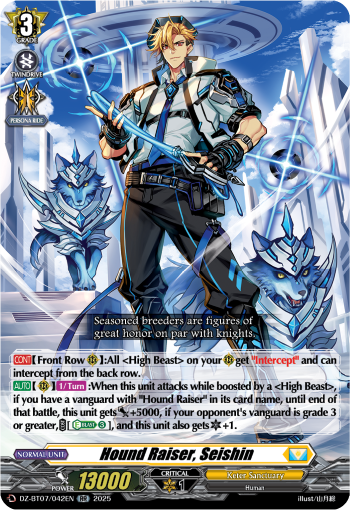 3
GRADE
TWINDRIVE
PERSONA RIDE
Seasoned breeders are figures of
great honor on par with knights.
CONT【Front Row】:All <High Beast> on your get "Intercept" and can
intercept from the back row.
AUTO【】1/Turn:When this unit attacks while boosted by a <High Beast>,
if you have a vanguard with "Hound Raiser" in its card name, until end of
that battle, this unit gets +5000, if your opponent's vanguard is grade 3
or greater, [E-BLAST 3], and this unit also gets +1.
NORMAL UNIT
Hound Raiser, Seishin
POWER 13000
CRITICAL
1
Keter Sanctuary
Human
DZ-BT07/042EN RR 2025
illust/山月総